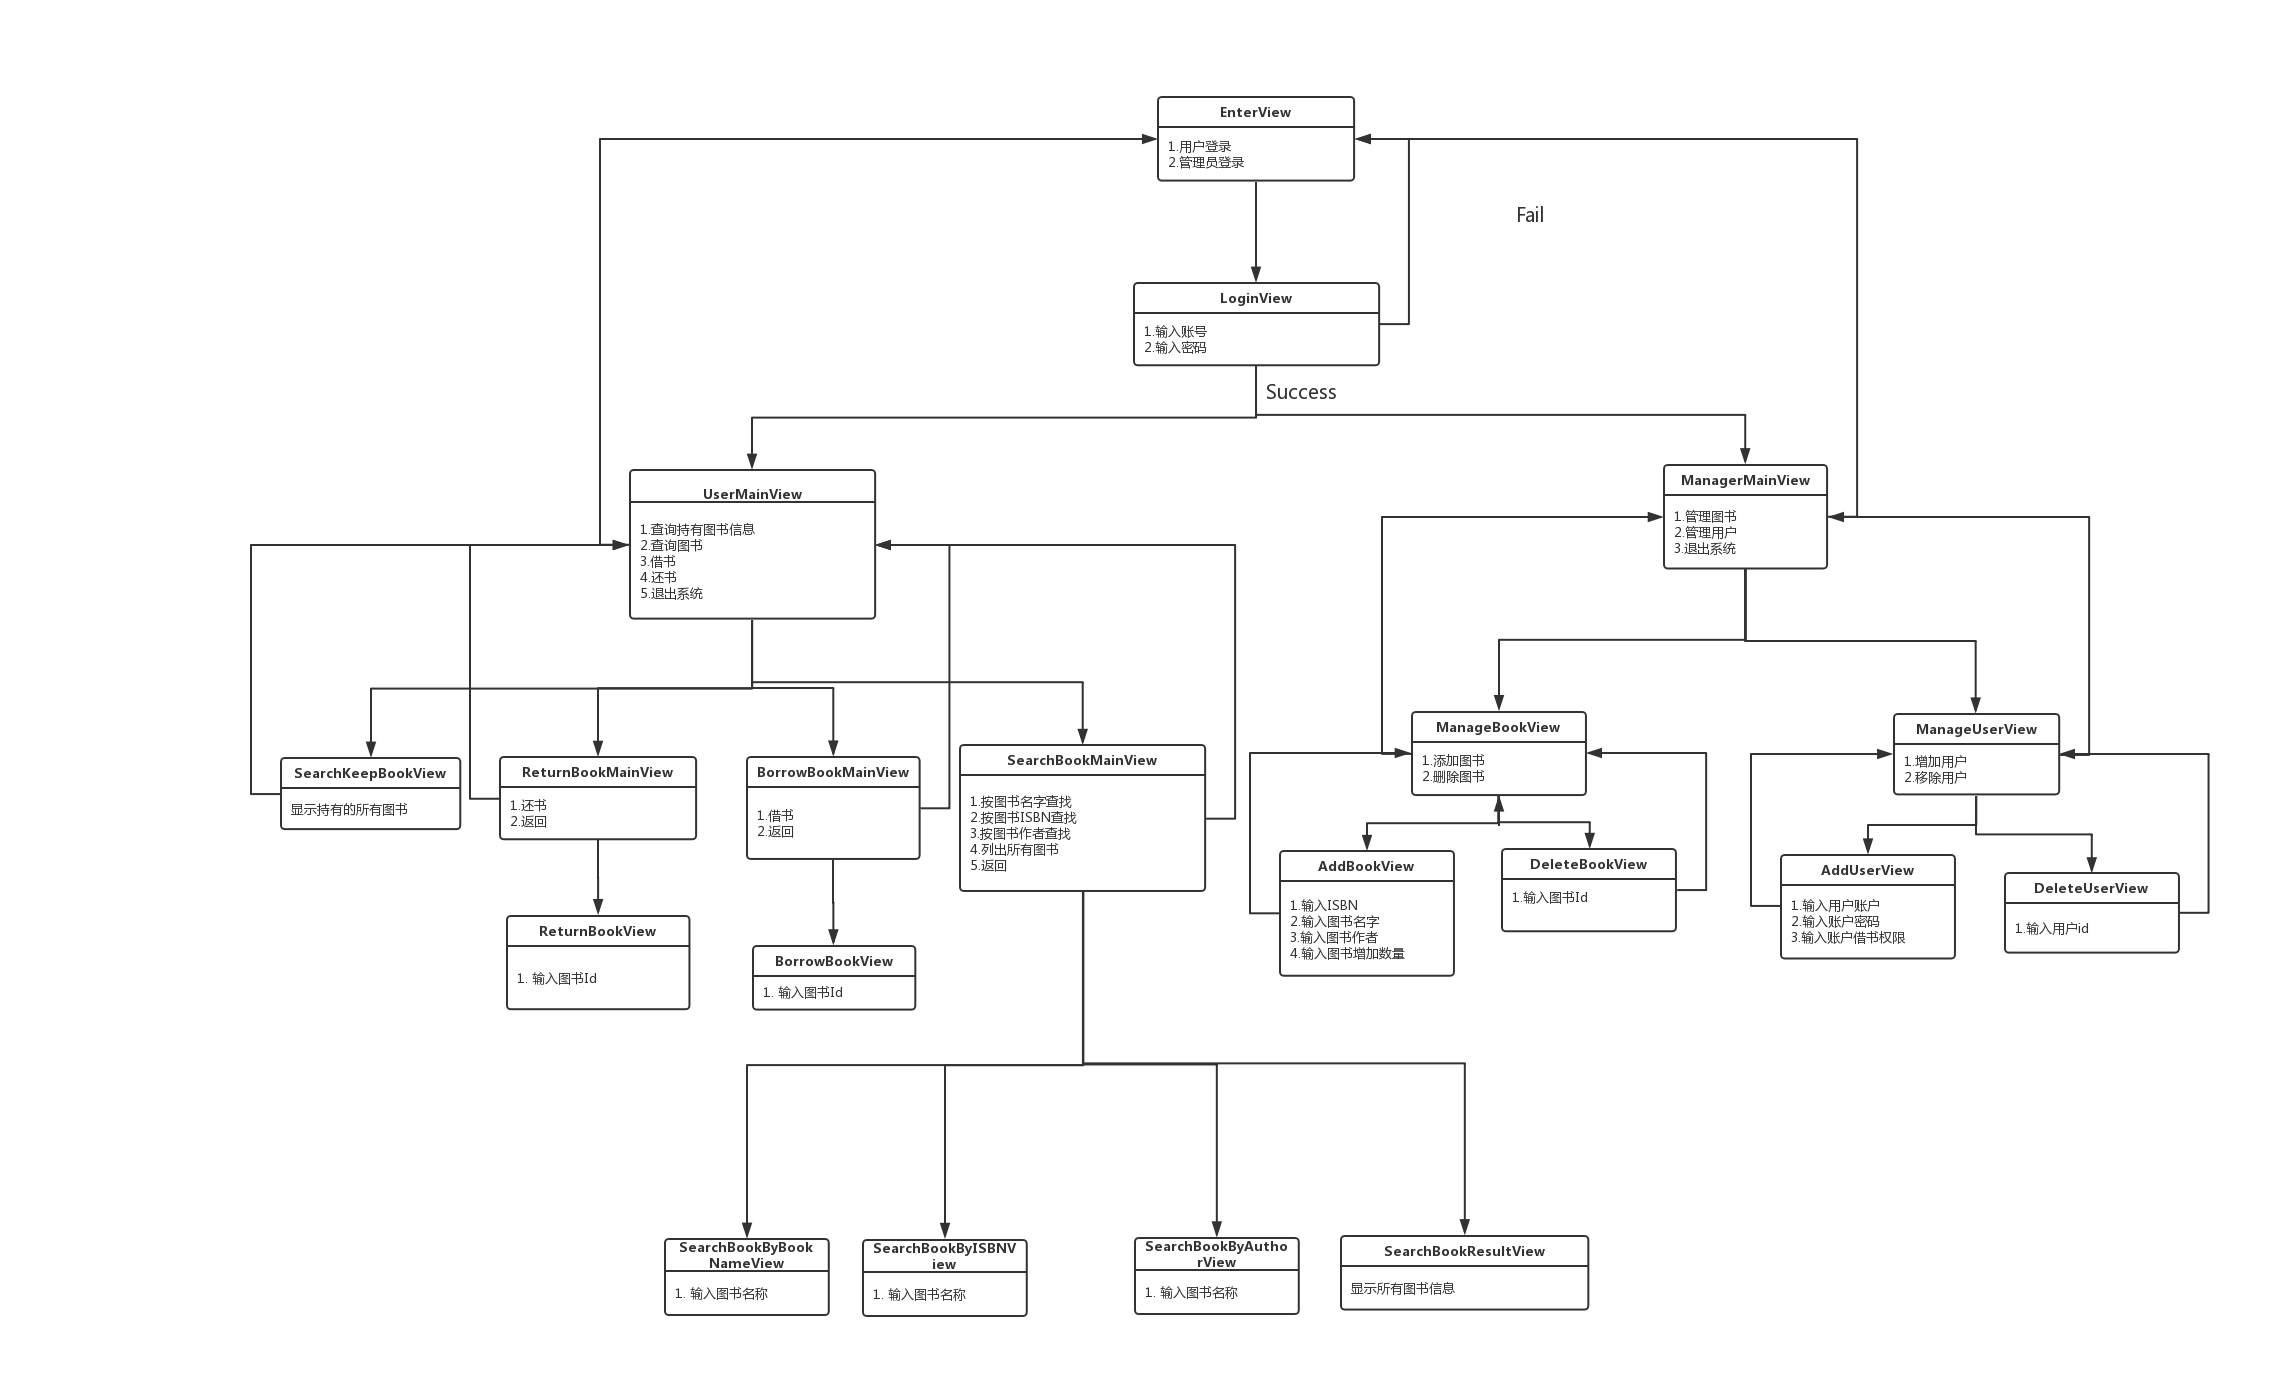 EnterView
1.用户登录
2.管理员登录
Fail
LoginView
1.输入账号
2.输入密码
Success
UserMainView
1.查询持有图书信息
2.查询图书
3.借书
4.还书
5.退出系统
ManagerMainView
1.管理图书
2.管理用户
3.退出系统
SearchKeepBookView
显示持有的所有图书
ReturnBookMainView
1.还书
2.返回
BorrowBookMainView
1.借书
2.返回
SearchBookMainView
1.按图书名字查找
2.按图书ISBN查找
3.按图书作者查找
4.列出所有图书
5.返回
ManageBookView
1.添加图书
2.删除图书
ManageUserView
1.增加用户
2.移除用户
AddBookView
1.输入ISBN
2.输入图书名字
3.输入图书作者
4.输入图书增加数量
DeleteBookView
1.输入图书Id
AddUserView
1.输入用户账户
2.输入账户密码
3.输入账户借书权限
DeleteUserView
1.输入用户id
ReturnBookView
1. 输入图书Id
BorrowBookView
1. 输入图书Id
SearchBookByBook
NameView
1. 输入图书名称
SearchBookByISBNV
iew
1. 输入图书名称
SearchBookByAutho
rView
1. 输入图书名称
SearchBookResultView
显示所有图书信息